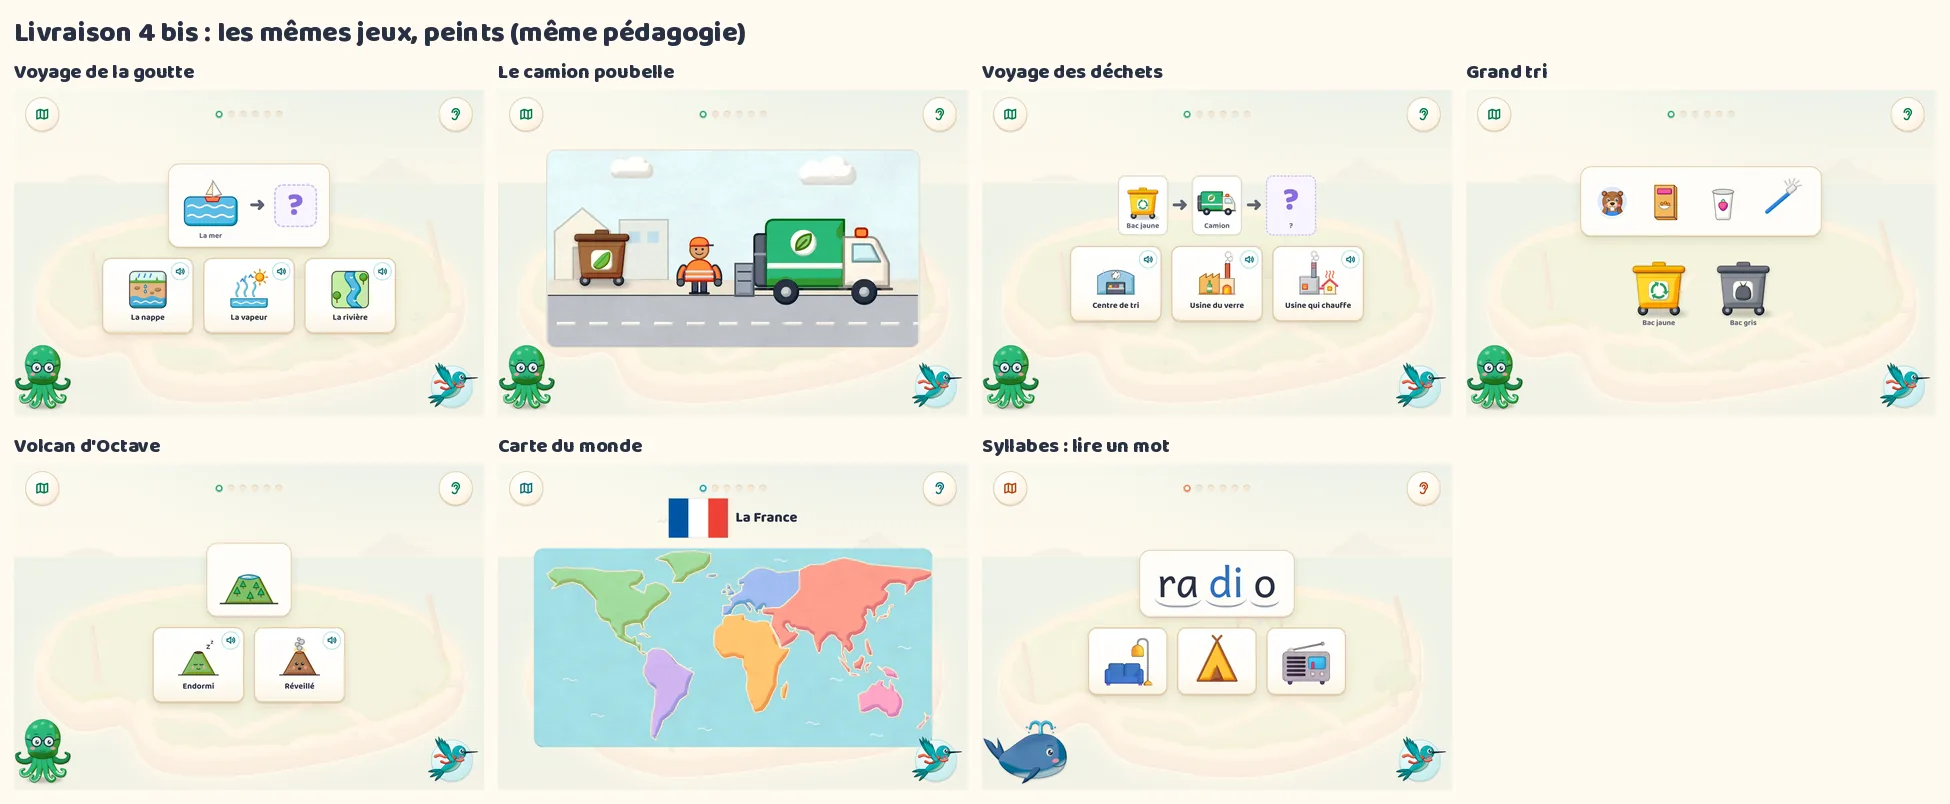 Livraison 4 bis : les mêmes jeux, peints (même pédagogie)
Voyage de la goutte
?
La mer
La nappe
La vapeur
La rivière
Le camion poubelle
Voyage des déchets
?
Bac jaune
Camion
?
Centre de tri
Usine du verre
Usine qui chauffe
Grand tri
Bac jaune
Bac gris
Volcan d'Octave
z z
Endormi
Réveillé
Carte du monde
La France
Syllabes : lire un mot
ra di o